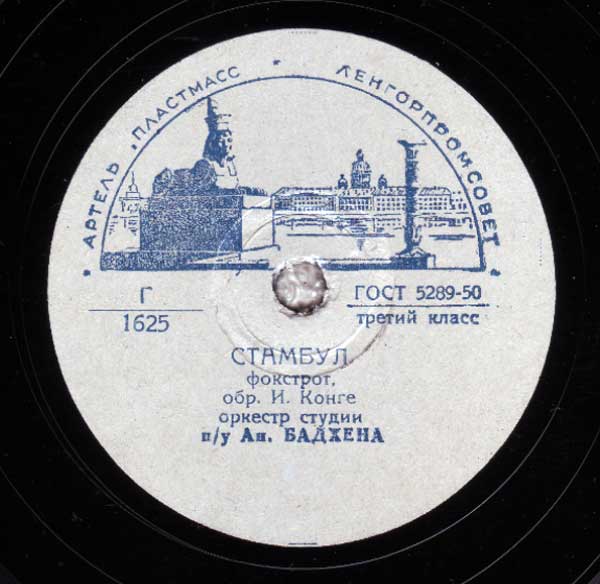 АРТЕЛЬ „ПЛАСТМАСС * ЛЕНГОРПРОМСОВЕТ
Г
1625
ГОСТ 5289-50
третий класс
СТАМБУЛ
фокстрот,
обр. И. Конге
оркестр студии
п/у Ан. БАДХЕНА